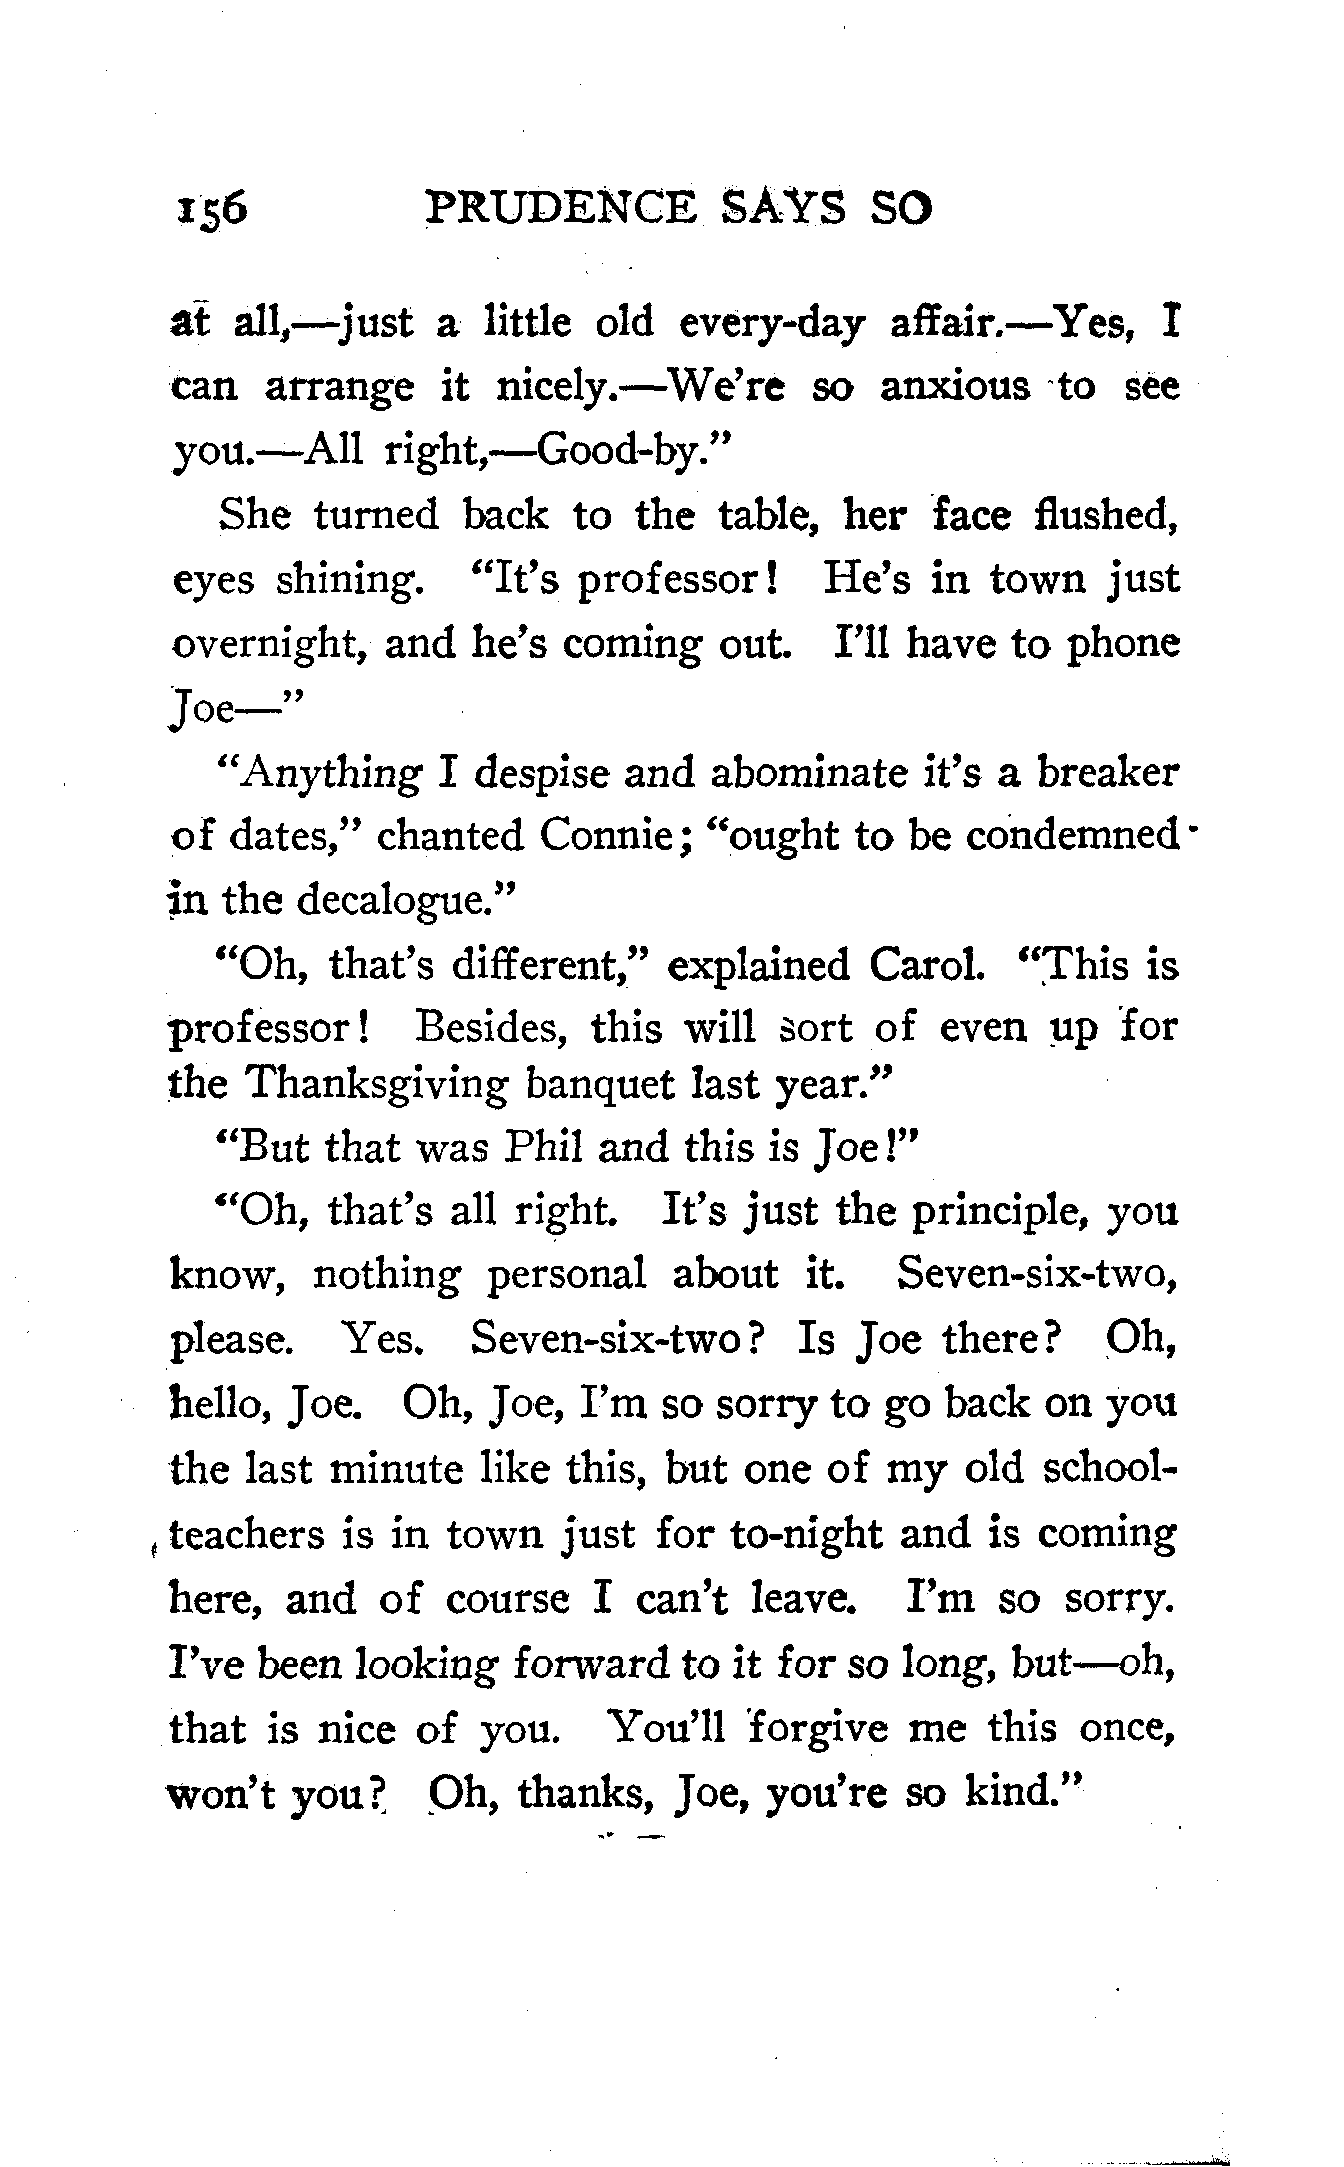 156 PRUDENCE SAYS SO
at all,—just a little old every-day affair.—Yes, I
can arrange it nicely.—We're so anxious to see
you.—All right,—Good-by."
She turned back to the table, her face flushed,
eyes shining. "It's professor! He's in town just
overnight, and he's coming out. I'll have to phone
Joe—"
"Anything I despise and abominate it's a breaker
of dates," chanted Connie; "ought to be condemned
in the decalogue."
"Oh, that's different," explained Carol. "This is
professor! Besides, this will sort of even up for
the Thanksgiving banquet last year."
"But that was Phil and this is Joe!"
"Oh, that's all right. It's just the principle, you
know, nothing personal about it. Seven-six-two,
please. Yes. Seven-six-two? Is Joe there? Oh,
hello, Joe. Oh, Joe, I'm so sorry to go back on you
the last minute like this, but one of my old school-
teachers is in town just for to-night and is coming
here, and of course I can't leave. I'm so sorry.
I've been looking forward to it for so long, but—oh,
that is nice of you. You'll forgive me this once,
won't you? Oh, thanks, Joe, you're so kind."